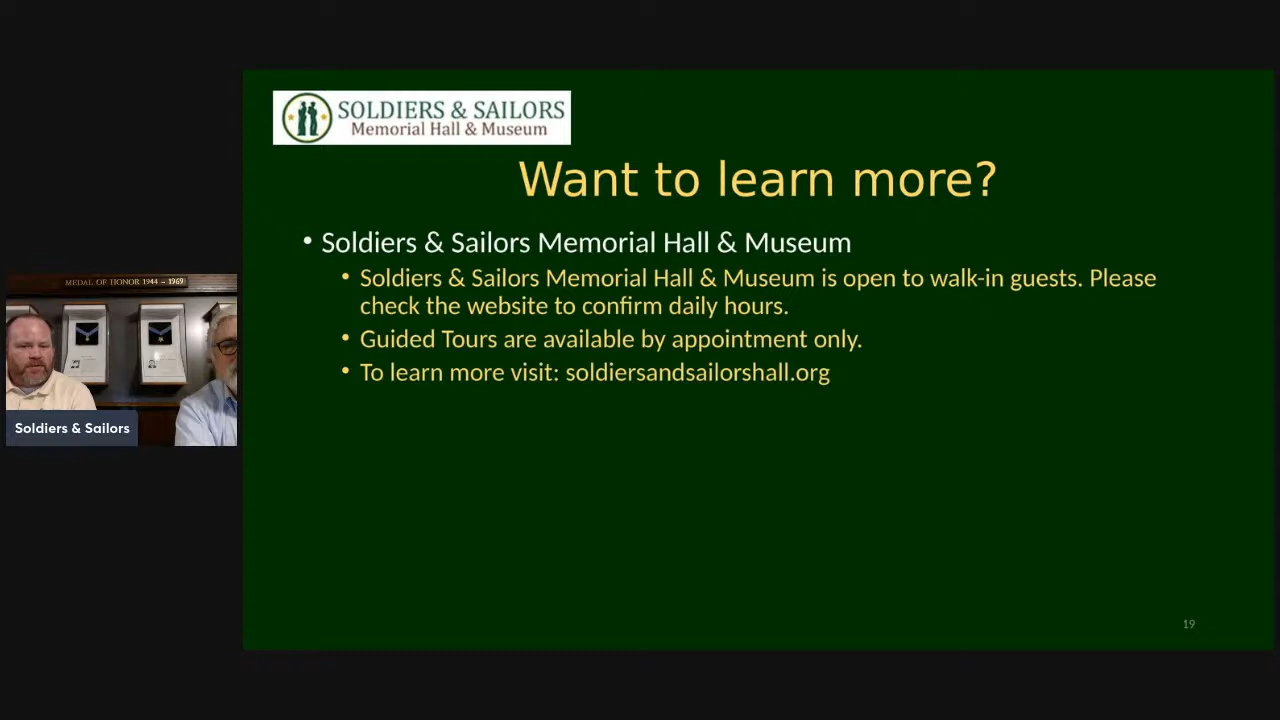 SOLDIERS & SAILORS
Memorial Hall & Museum
Want to learn more?
• Soldiers & Sailors Memorial Hall & Museum
• Soldiers & Sailors Memorial Hall & Museum is open to walk-in guests. Please
check the website to confirm daily hours.
• Guided Tours are available by appointment only.
• To learn more visit: soldiersandsailorshall.org
MEDAL OF HONOR 1944 – 1969
Soldiers & Sailors
19